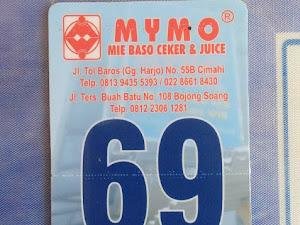 MYMO®
MIE BASO CEKER & JUICE
Jl. Tol Baros (Gg. Harjo) No. 55B Cimahi
Telp. 0813 9435 5393 / 022 8661 8430
Jl. Ters. Buah Batu No. 108 Bojong Soang
Telp. 0812 2306 1281
69